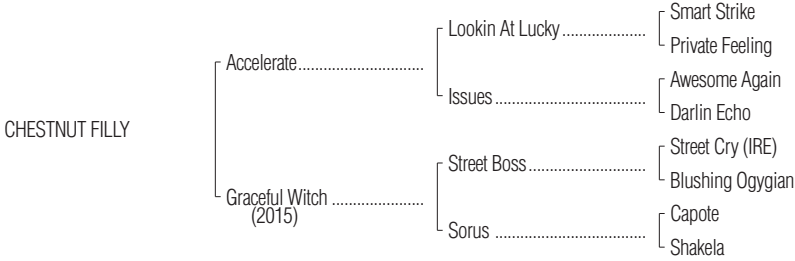 Smart Strike
Lookin At Lucky ......................
Private Feeling
Accelerate..............................
Awesome Again
Issues .......................................
Darlin Echo
CHESTNUT FILLY
Street Cry (IRE)
Street Boss..............................
Blushing Ogygian
Graceful Witch ......................
(2015)
Capote
Sorus .......................................
Shakela